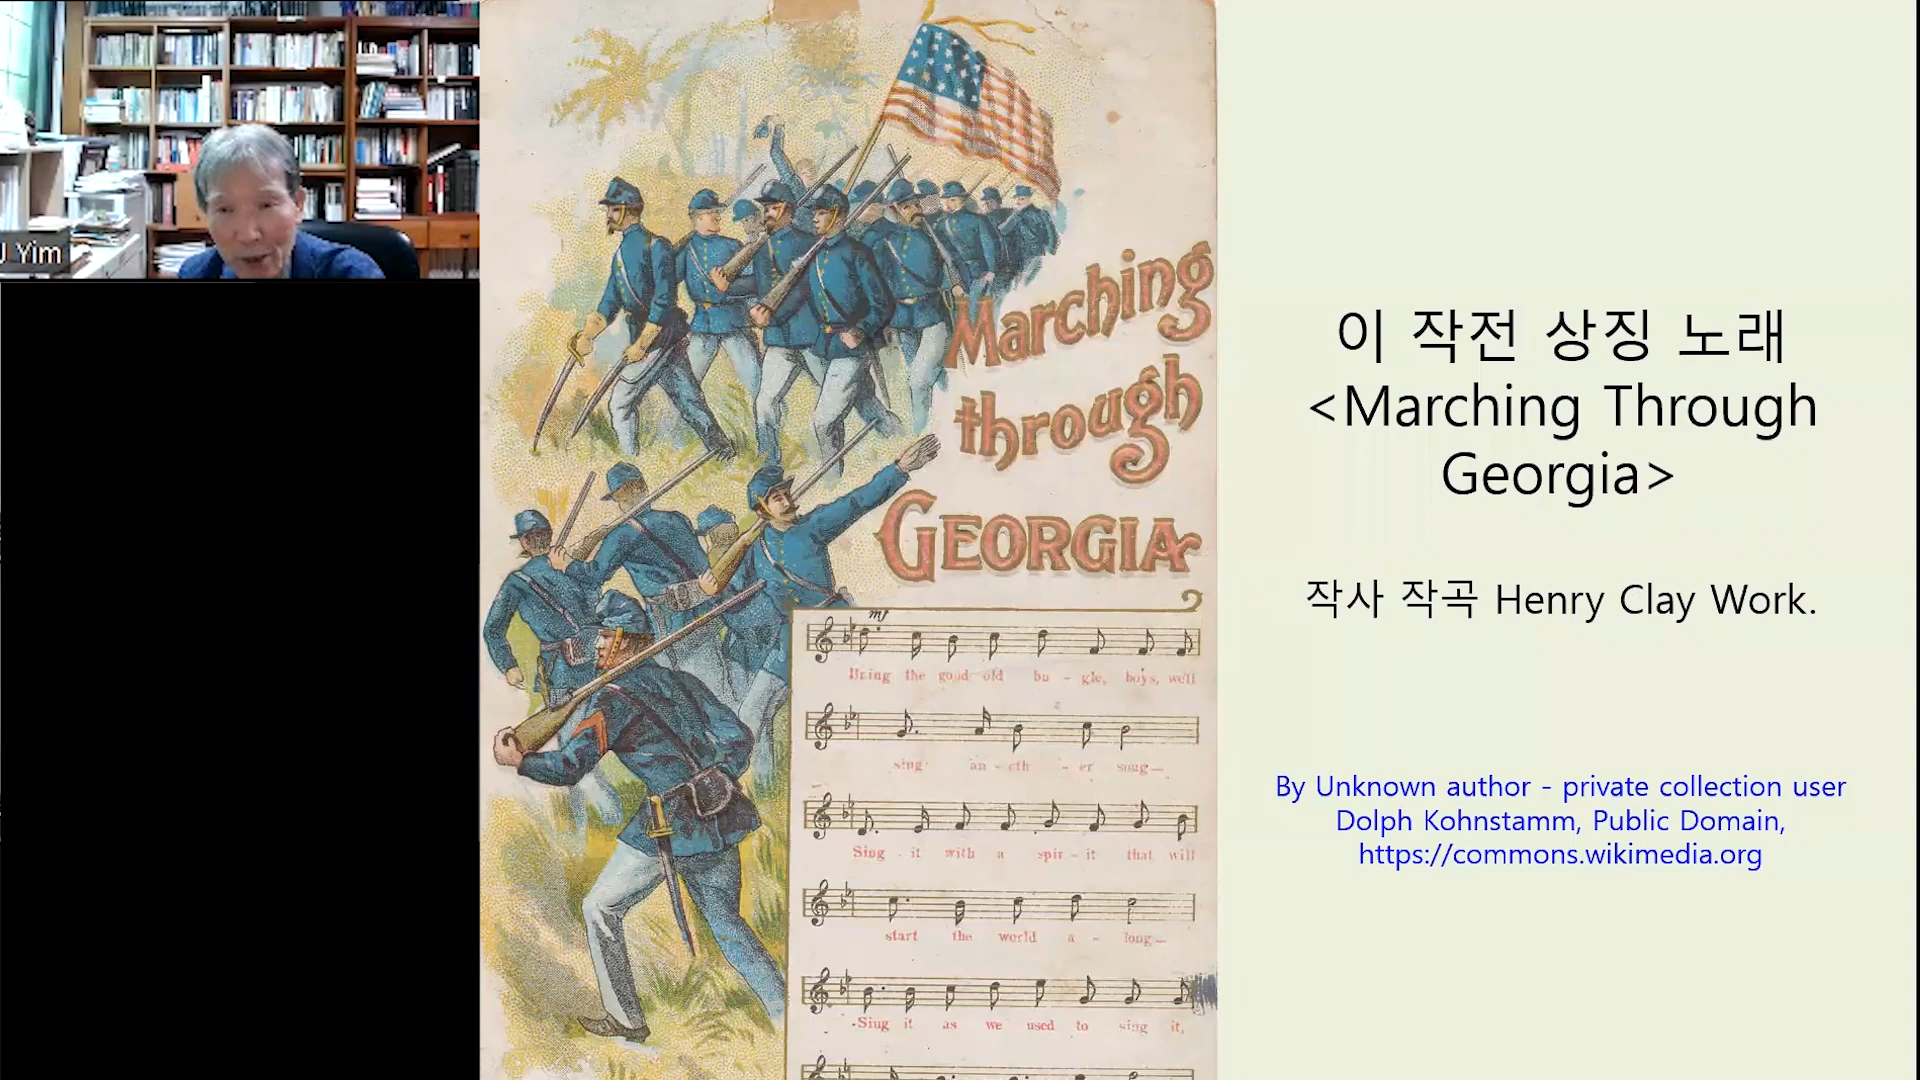 J Yim
Marching
through
GEORGIA
mf
Bring the good old bu - gle, boys, we'll
sing an - oth - er song—
Sing - it with a spir - it that will
start the world a - long—
Sing it as we used to sing it,
이 작전 상징 노래
<Marching Through
Georgia>
작사 작곡 Henry Clay Work.
By Unknown author - private collection user
Dolph Kohnstamm, Public Domain,
https://commons.wikimedia.org